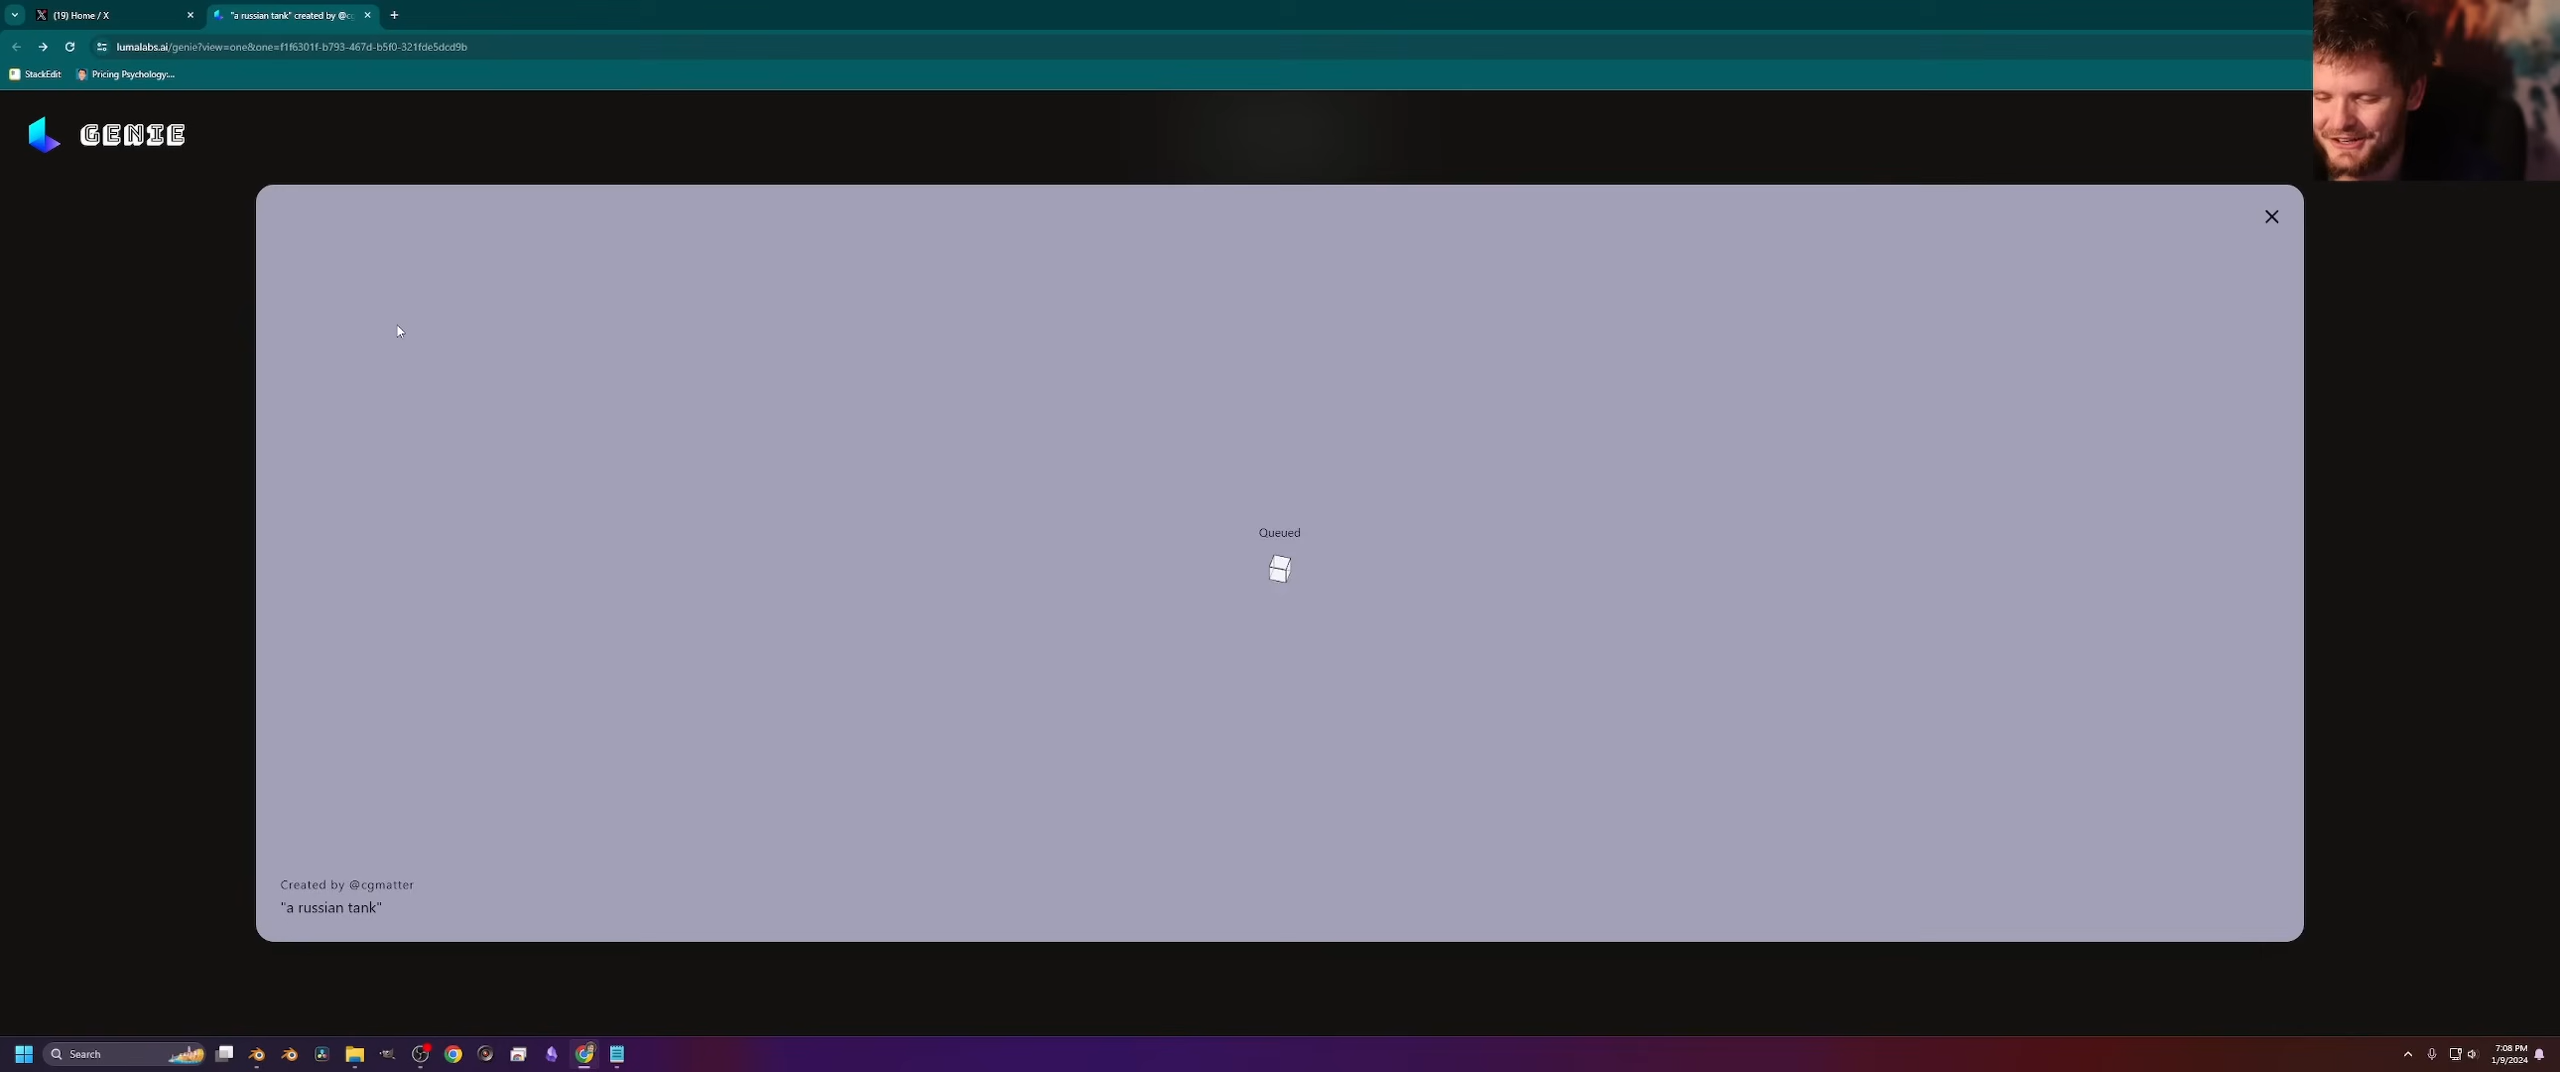 (19) Home / X
"a russian tank" created by @cg
lumalabs.ai/genie?view=one&one=f1f6301f-b793-467d-b5f0-321fde5dcd9b
StackEdit
Pricing Psychology:...
GENIE
Queued
Created by @cgmatter
"a russian tank"
Search
7:08 PM
1/9/2024